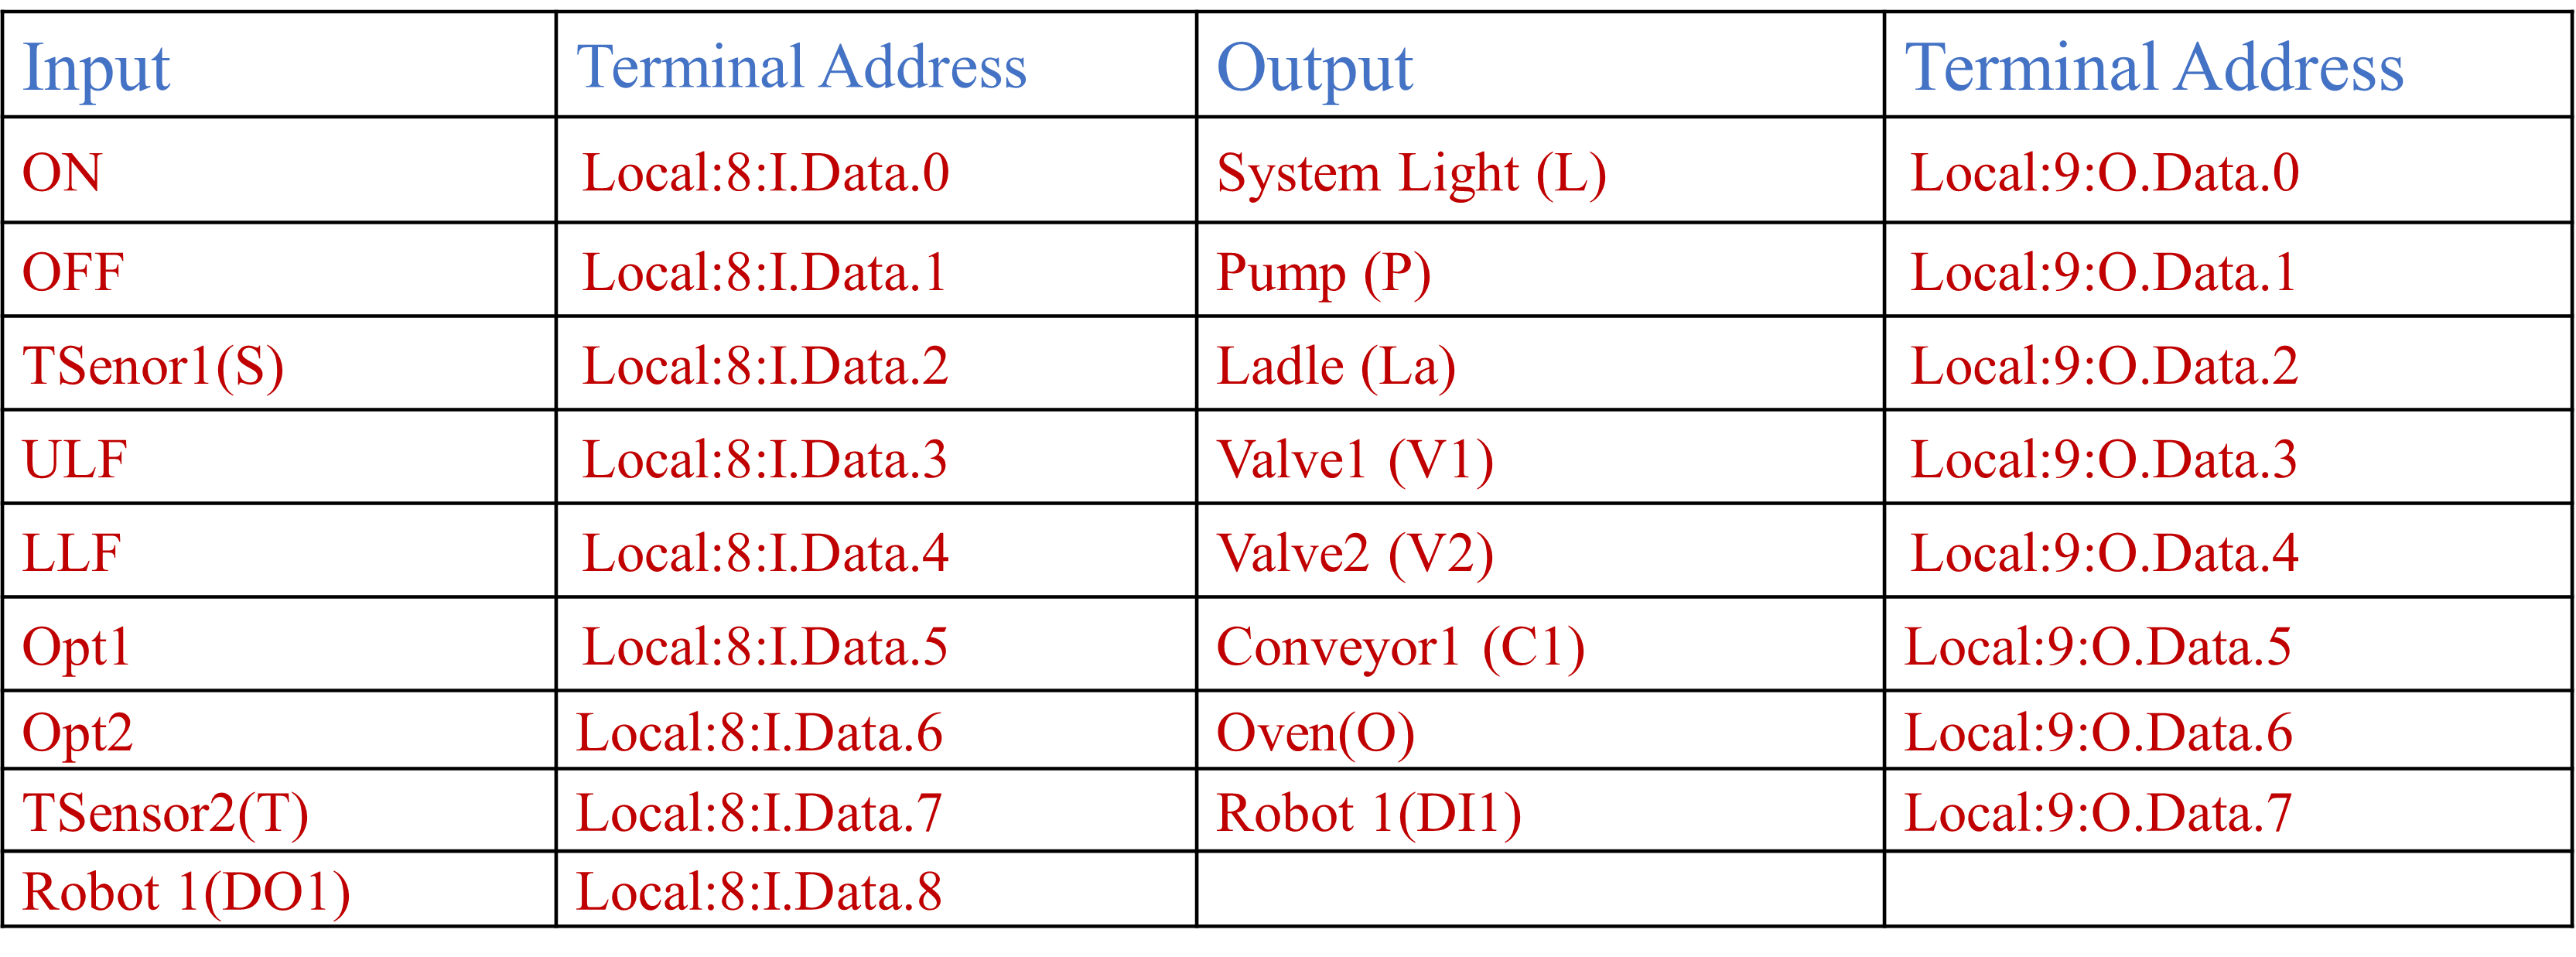 Input Terminal Address Output Terminal Address
ON Local:8:I.Data.0 System Light (L) Local:9:O.Data.0
OFF Local:8:I.Data.1 Pump (P) Local:9:O.Data.1
TSenor1(S) Local:8:I.Data.2 Ladle (La) Local:9:O.Data.2
ULF Local:8:I.Data.3 Valve1 (V1) Local:9:O.Data.3
LLF Local:8:I.Data.4 Valve2 (V2) Local:9:O.Data.4
Opt1 Local:8:I.Data.5 Conveyor1 (C1) Local:9:O.Data.5
Opt2 Local:8:I.Data.6 Oven(O) Local:9:O.Data.6
TSensor2(T) Local:8:I.Data.7 Robot 1(DI1) Local:9:O.Data.7
Robot 1(DO1) Local:8:I.Data.8